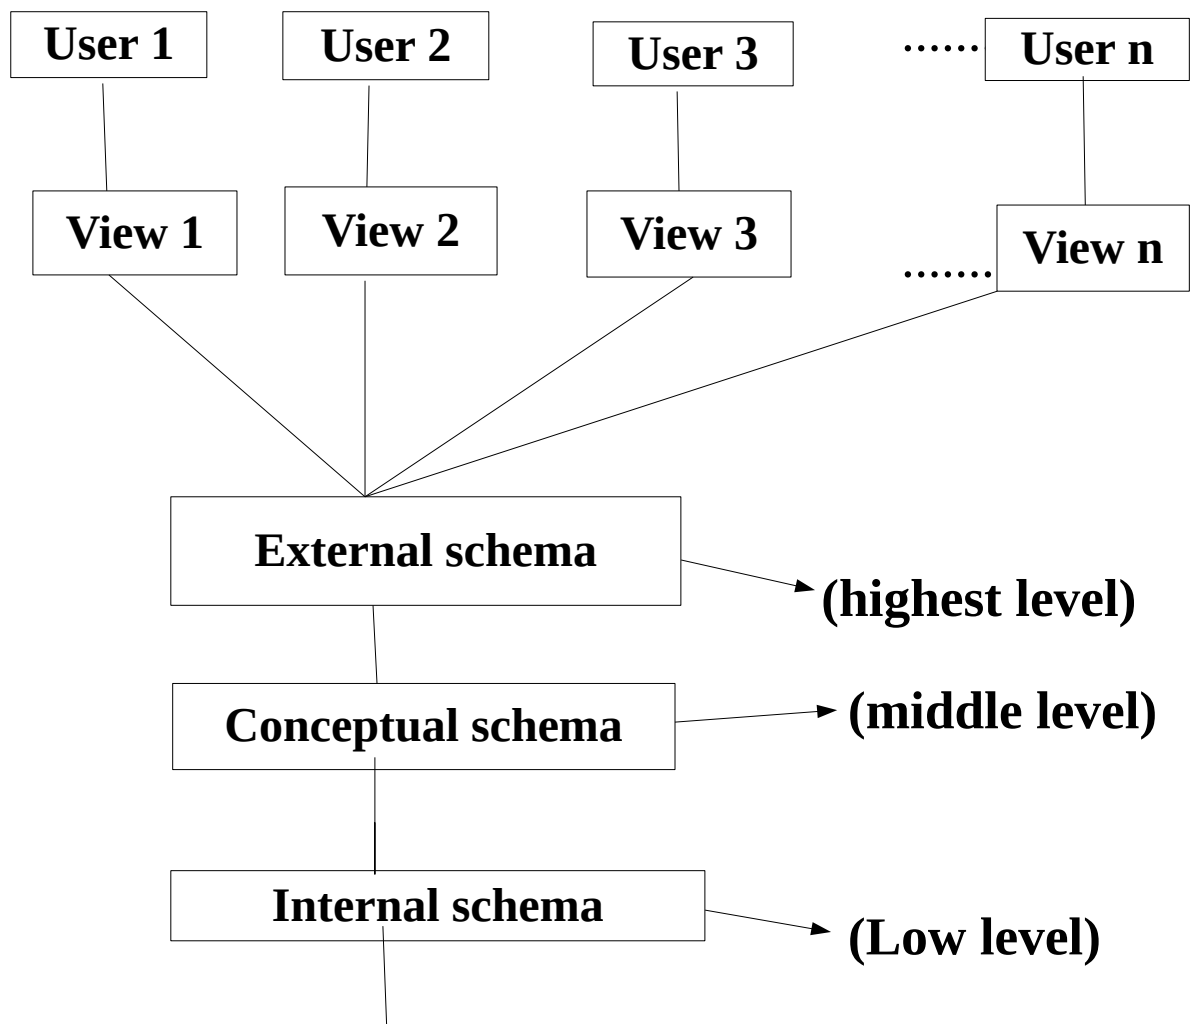 User 1 User 2 User 3 ...... User n
View 1 View 2 View 3 ....... View n
External schema
(highest level)
Conceptual schema (middle level)
Internal schema (Low level)